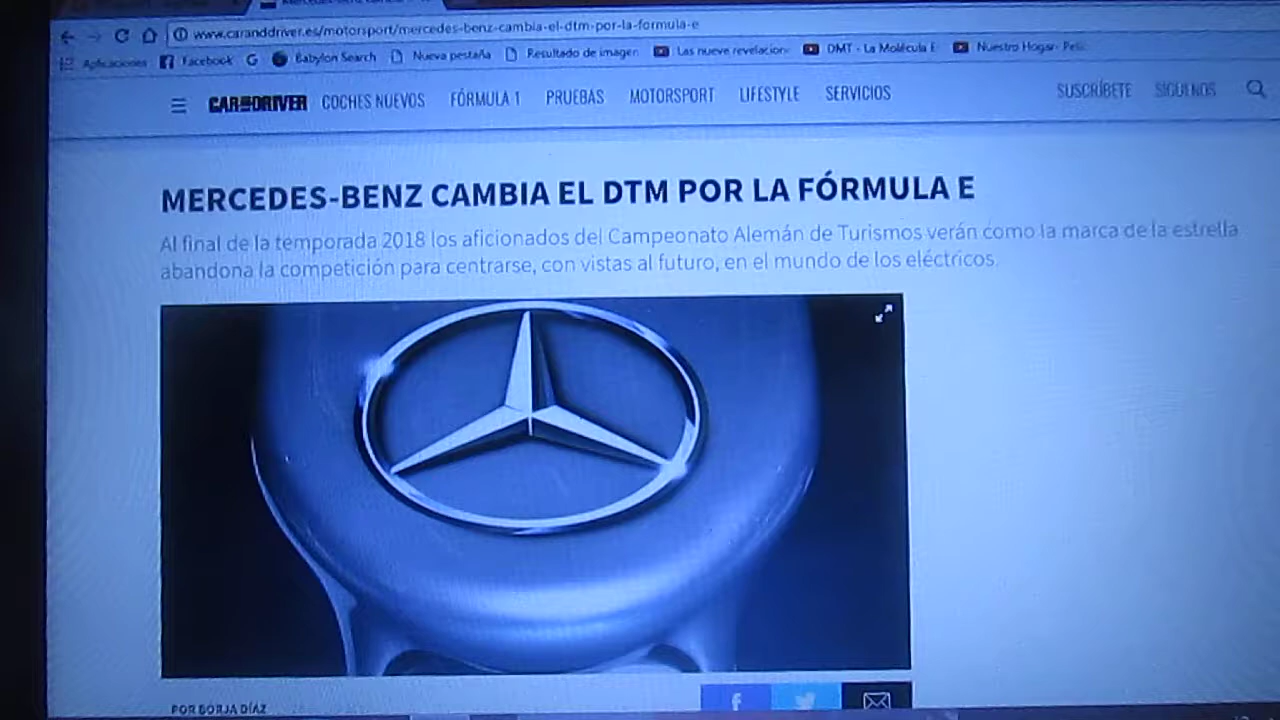 www.caranddriver.es/motorsport/mercedes-benz-cambia-el-dtm-por-la-formula-e
Aplicaciones Facebook Babylon Search Nueva pestaña Resultado de imagen Las nueve revelacion DMT - La Molécula E Nuestro Hogar- Pelic
CAR AND DRIVER COCHES NUEVOS FÓRMULA 1 PRUEBAS MOTORSPORT LIFESTYLE SERVICIOS SUSCRÍBETE SÍGUENOS
MERCEDES-BENZ CAMBIA EL DTM POR LA FÓRMULA E
Al final de la temporada 2018 los aficionados del Campeonato Alemán de Turismos verán como la marca de la estrella
abandona la competición para centrarse, con vistas al futuro, en el mundo de los eléctricos.
POR BORJA DÍAZ